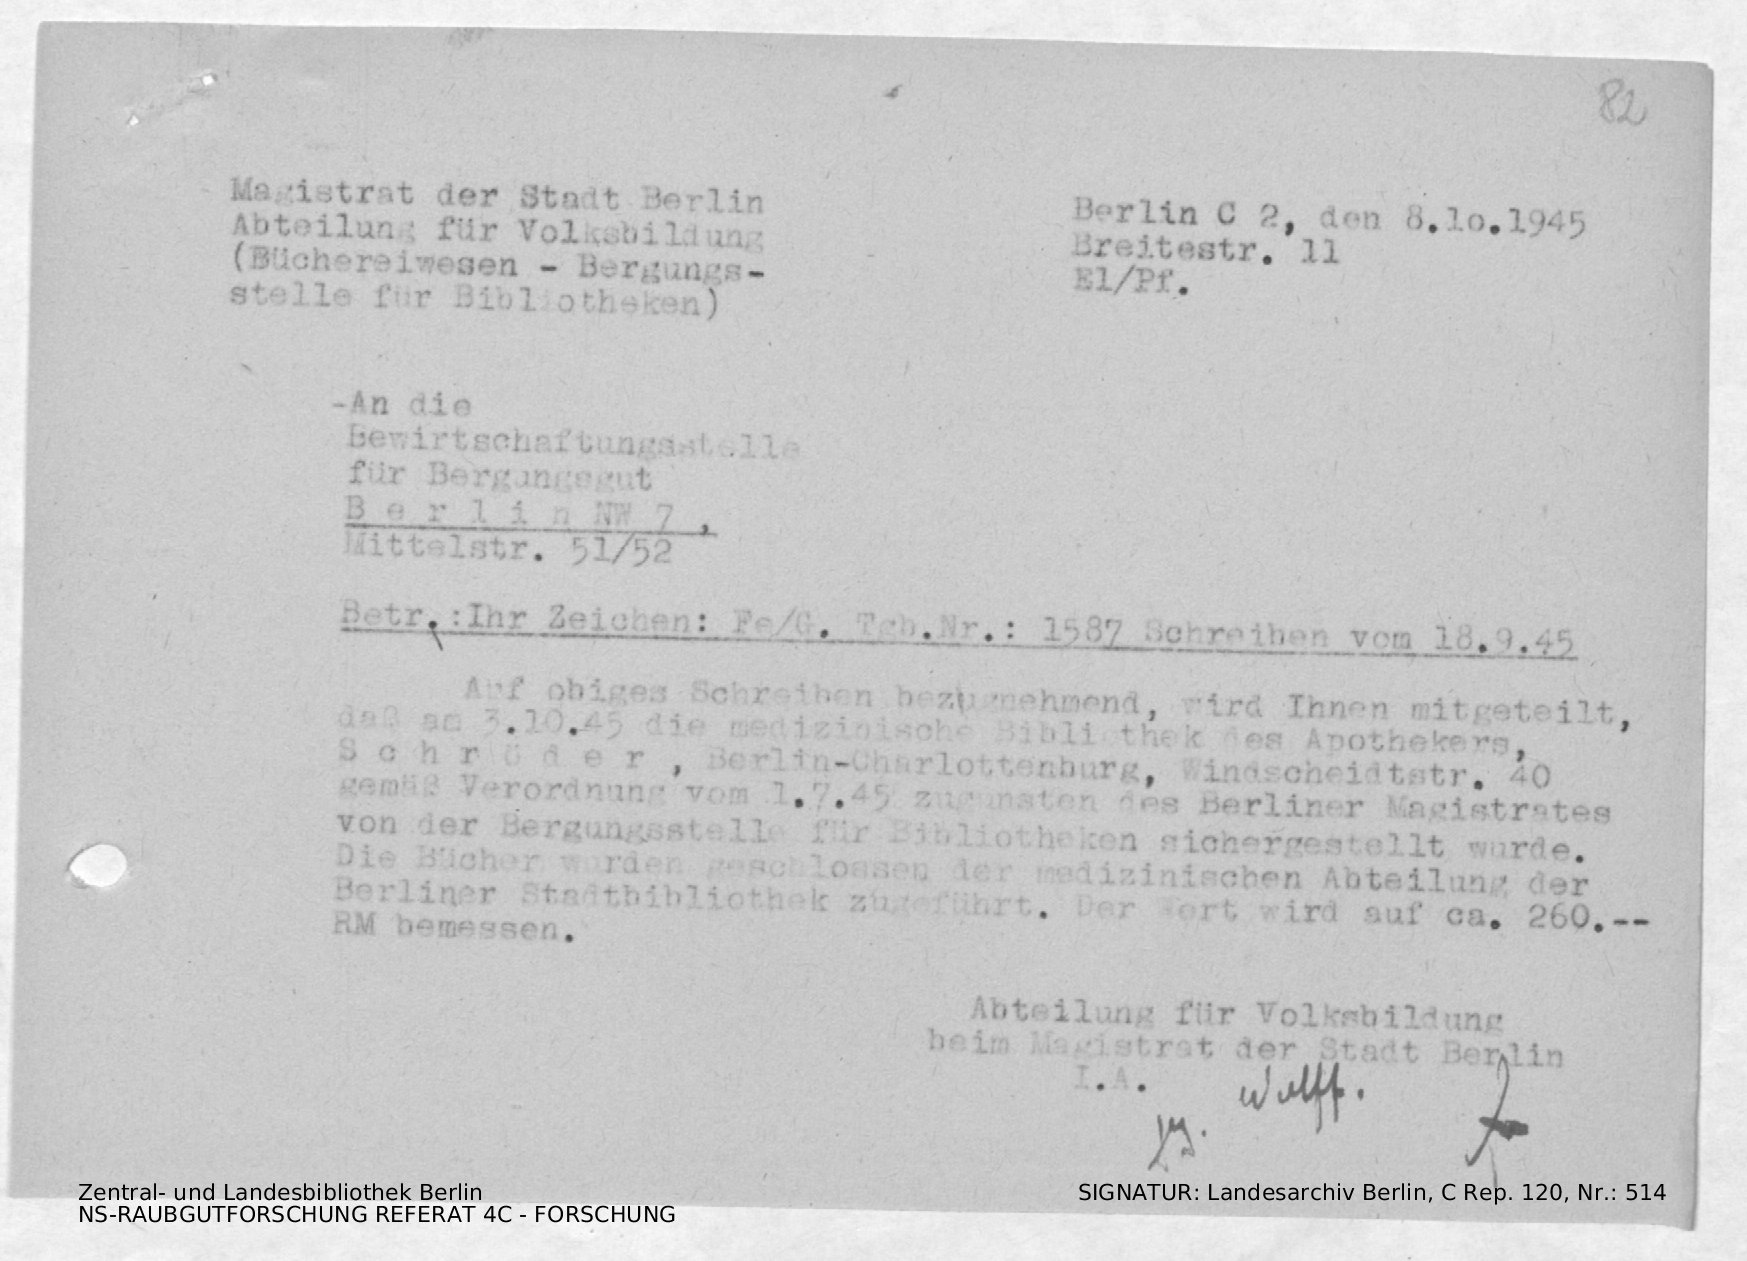 82
Magistrat der Stadt Berlin
Abteilung für Volksbildung
(Büchereiwesen - Bergungs-
stelle für Bibliotheken)
Berlin C 2, den 8.lo.1945
Breitestr. 11
El/Pf.
-An die
Bewirtschaftungsstelle
für Bergungsgut
B e r l i n NW 7 ,
Mittelstr. 51/52
Betr.:Ihr Zeichen: Fe/G. Tgb.Nr.: 1587 Schreiben vom 18.9.45
Auf obiges Schreiben bezugnehmend, wird Ihnen mitgeteilt,
daß am 3.10.45 die medizinische Bibliothek des Apothekers,
S c h r ö d e r , Berlin-Charlottenburg, Windscheidtstr. 40
gemäß Verordnung vom 1.7.45 zugunsten des Berliner Magistrates
von der Bergungsstelle für Bibliotheken sichergestellt wurde.
Die Bücher wurden geschlossen der medizinischen Abteilung der
Berliner Stadtbibliothek zugeführt. Der Wert wird auf ca. 260.--
RM bemessen.
Abteilung für Volksbildung
beim Magistrat der Stadt Berlin
I.A. Wolff.
Zentral- und Landesbibliothek Berlin
NS-RAUBGUTFORSCHUNG REFERAT 4C - FORSCHUNG
SIGNATUR: Landesarchiv Berlin, C Rep. 120, Nr.: 514